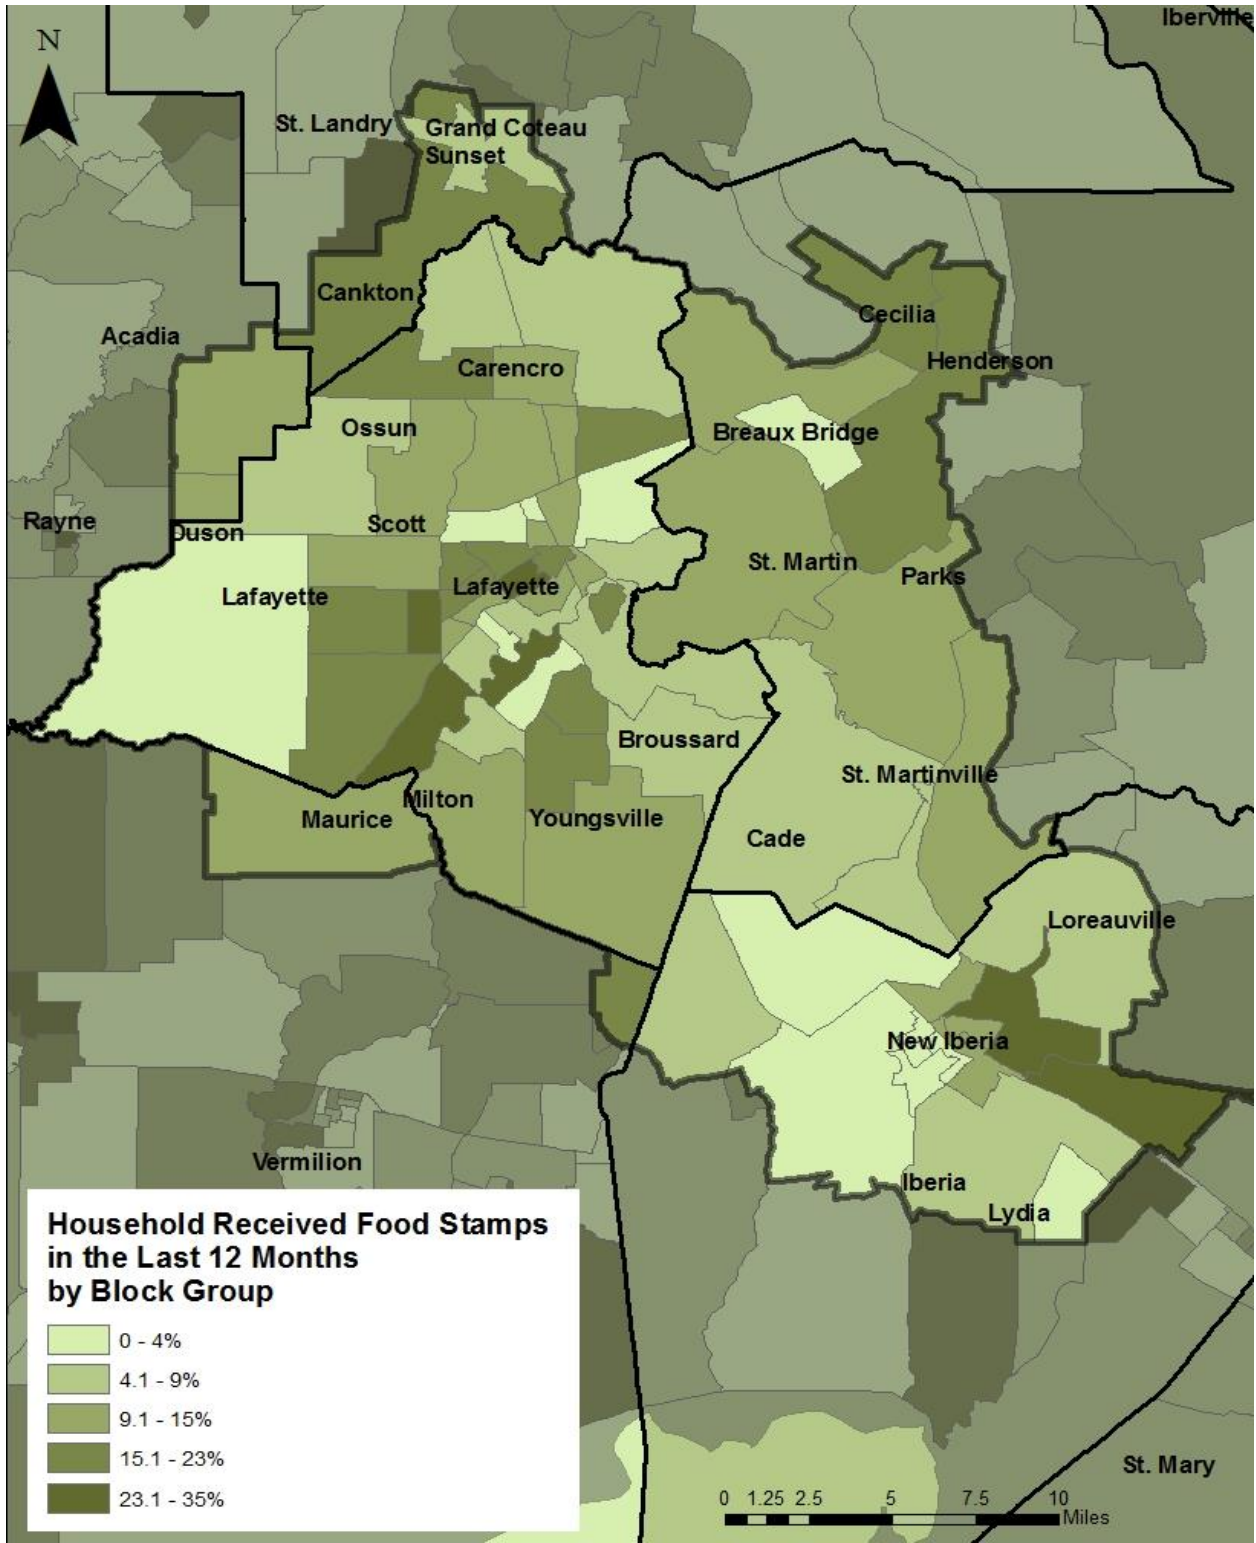 Iberville
N
St. Landry
Grand Coteau
Sunset
Cankton
Cecilia
Acadia
Henderson
Carencro
Ossun
Breaux Bridge
Rayne
Scott
Duson
St. Martin
Parks
Lafayette
Lafayette
Broussard
St. Martinville
Milton
Maurice
Youngsville
Cade
Loreauville
New Iberia
Vermilion
Iberia
Lydia
Household Received Food Stamps
in the Last 12 Months
by Block Group
0 - 4%
4.1 - 9%
9.1 - 15%
15.1 - 23%
23.1 - 35%
St. Mary
0 1.25 2.5 5 7.5 10
Miles